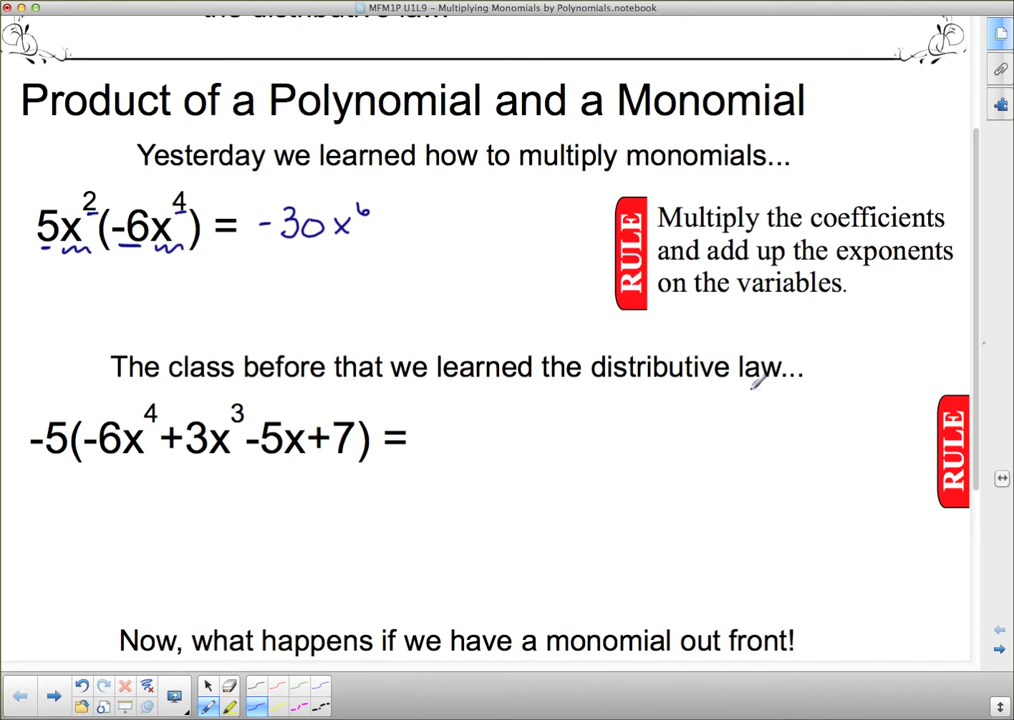 MFM1P U1L9 – Multiplying Monomials by Polynomials.notebook
the distributive law.
Product of a Polynomial and a Monomial
Yesterday we learned how to multiply monomials...
5x²(-6x⁴) = -30x⁶
RULE
Multiply the coefficients
and add up the exponents
on the variables.
The class before that we learned the distributive law...
-5(-6x⁴+3x³-5x+7) =
RULE
Now, what happens if we have a monomial out front!